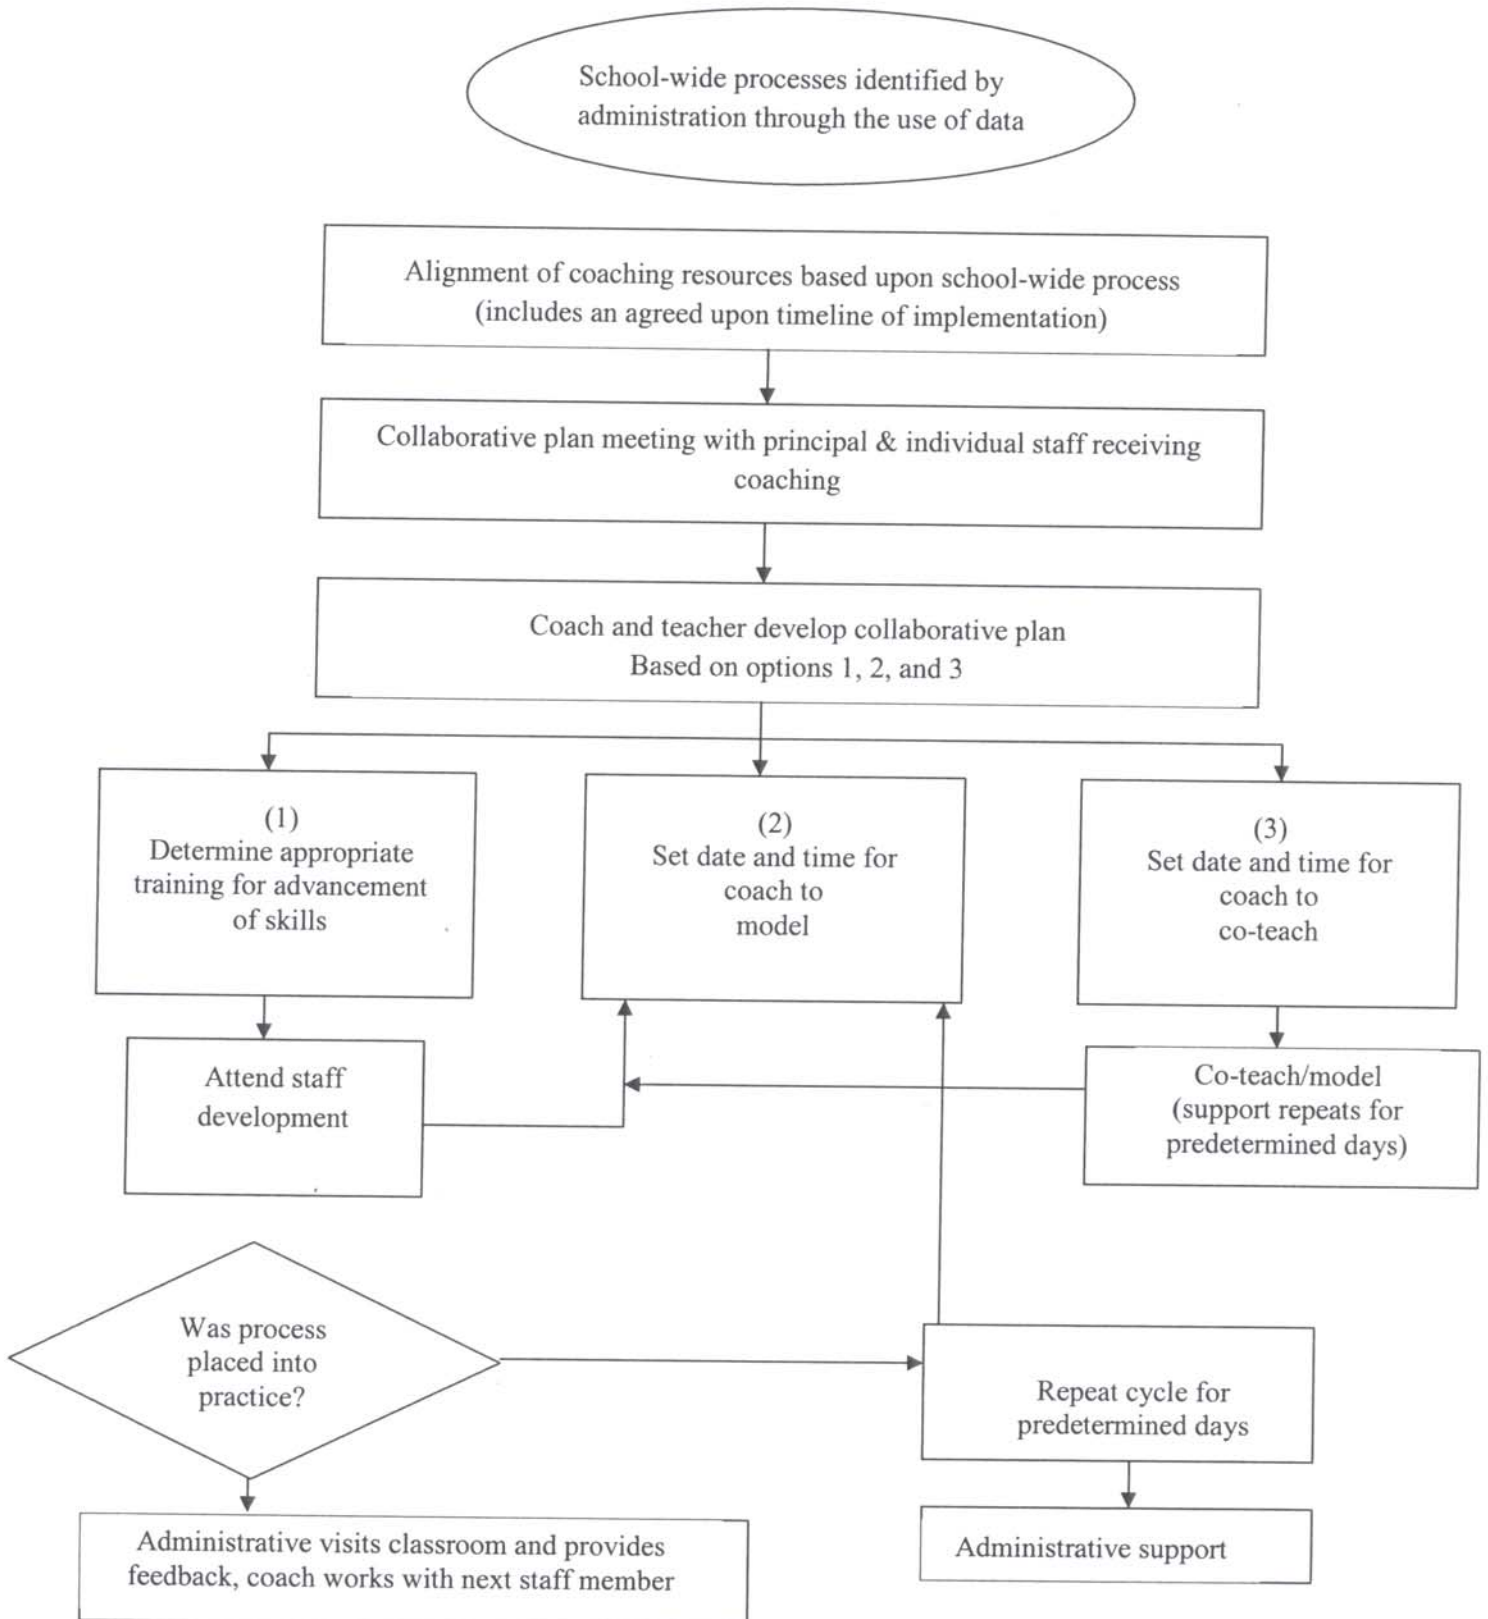 School-wide processes identified by
administration through the use of data
Alignment of coaching resources based upon school-wide process
(includes an agreed upon timeline of implementation)
Collaborative plan meeting with principal & individual staff receiving
coaching
Coach and teacher develop collaborative plan
Based on options 1, 2, and 3
(1)
Determine appropriate
training for advancement
of skills
(2)
Set date and time for
coach to
model
(3)
Set date and time for
coach to
co-teach
Attend staff
development
Co-teach/model
(support repeats for
predetermined days)
Was process
placed into
practice?
Repeat cycle for
predetermined days
Administrative visits classroom and provides
feedback, coach works with next staff member
Administrative support